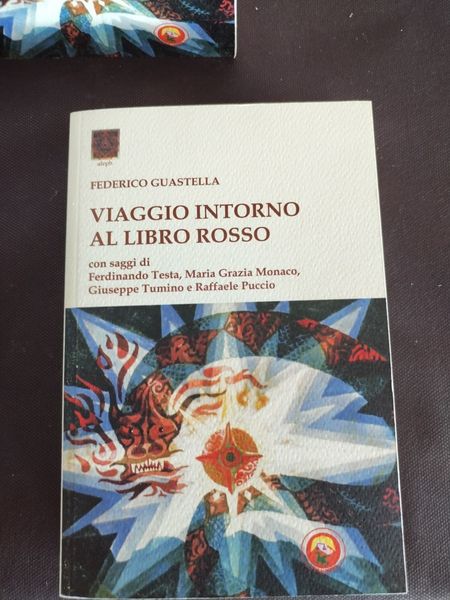 aleph
FEDERICO GUASTELLA
VIAGGIO INTORNO
AL LIBRO ROSSO
con saggi di
Ferdinando Testa, Maria Grazia Monaco,
Giuseppe Tumino e Raffaele Puccio